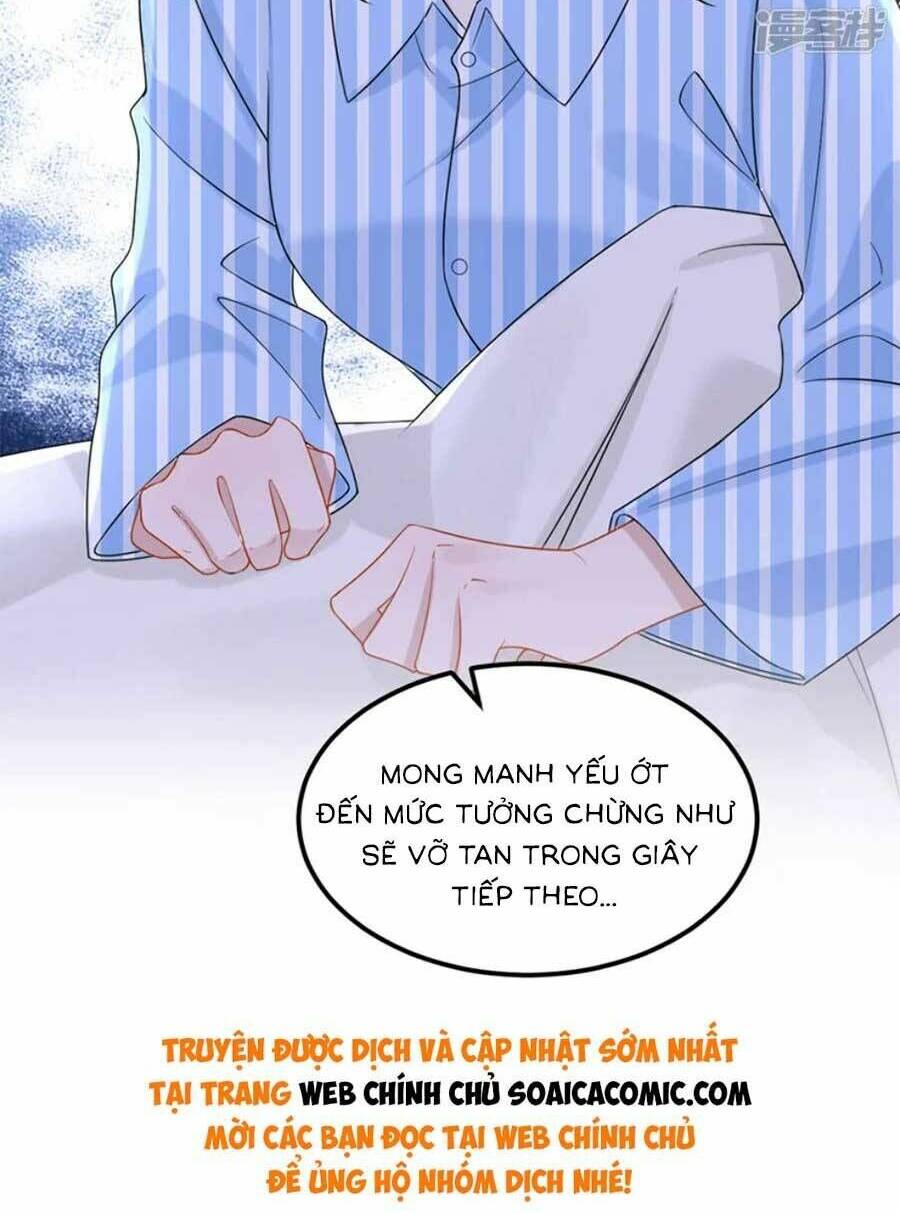 漫客栈
MONG MANH YẾU ỚT
ĐẾN MỨC TƯỞNG CHỪNG NHƯ
SẼ VỠ TAN TRONG GIÂY
TIẾP THEO...
TRUYỆN ĐƯỢC DỊCH VÀ CẬP NHẬT SỚM NHẤT
TẠI TRANG WEB CHÍNH CHỦ SOAICACOMIC.COM
MỜI CÁC BẠN ĐỌC TẠI WEB CHÍNH CHỦ
ĐỂ ỦNG HỘ NHÓM DỊCH NHÉ!